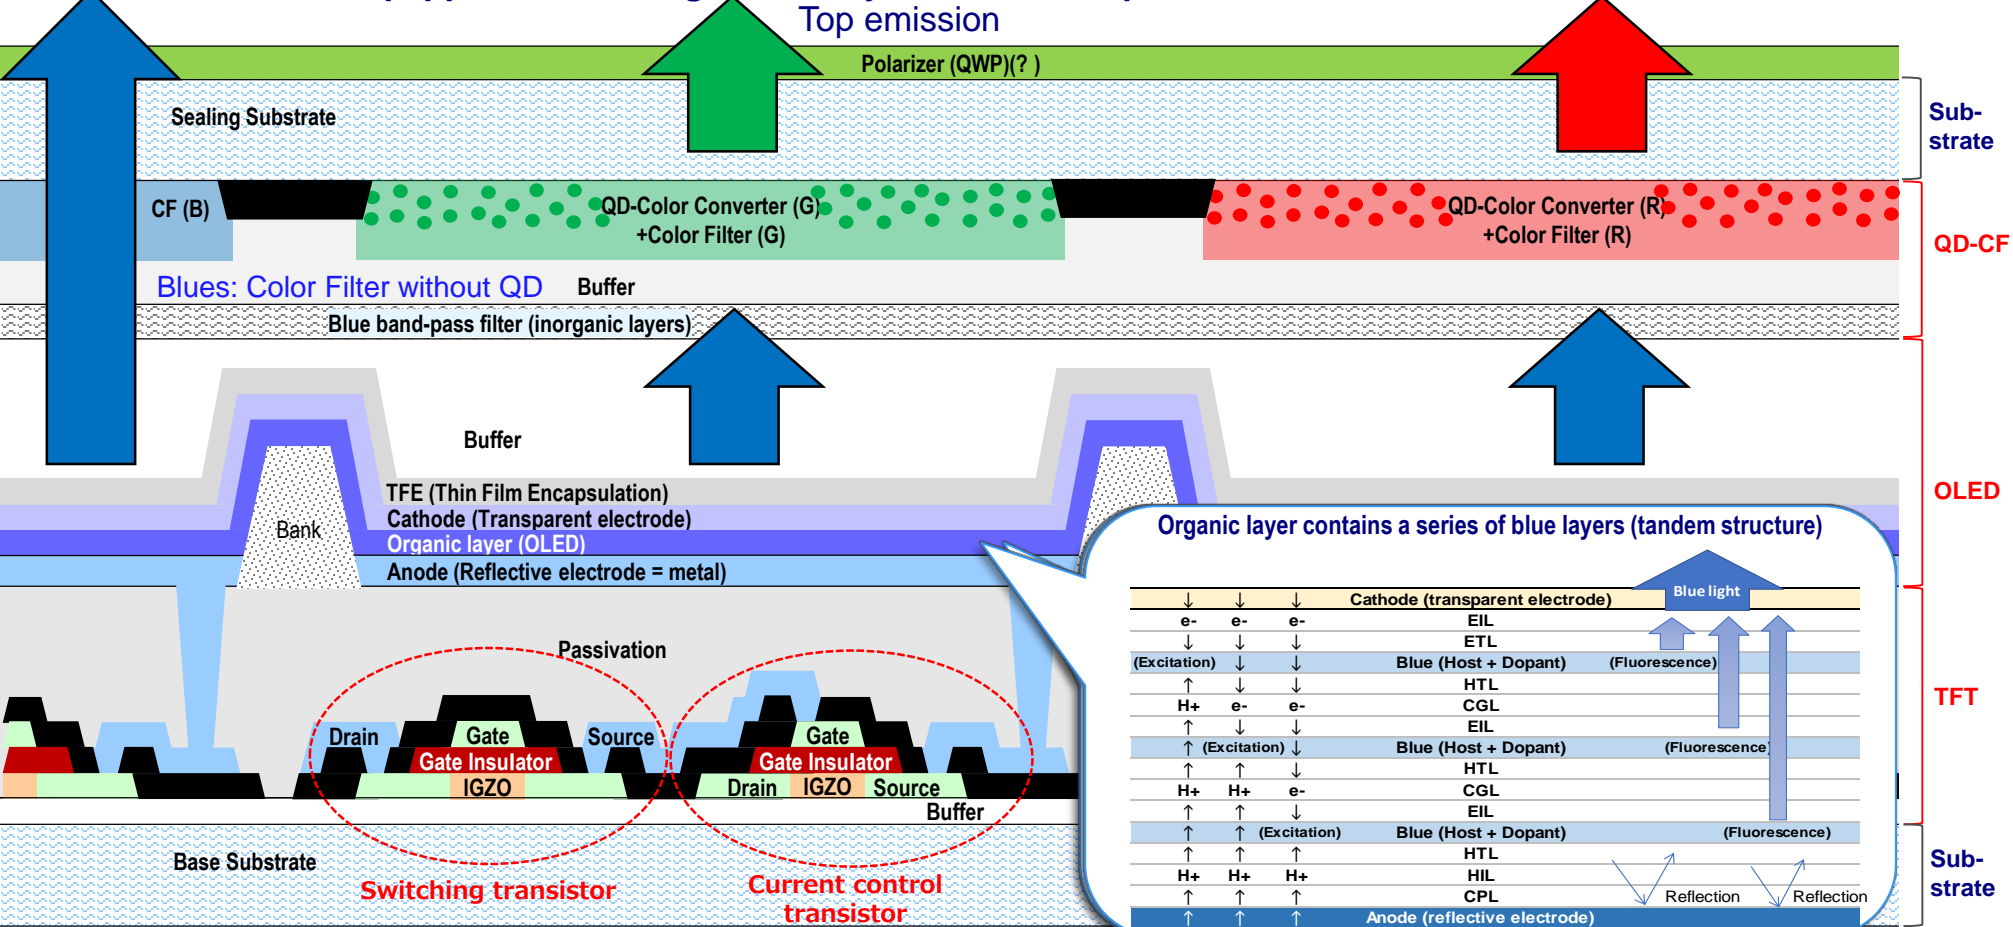 Top emission
Polarizer (QWP)(? )
Sealing Substrate
Sub-
strate
CF (B)
QD-Color Converter (G)
+Color Filter (G)
QD-Color Converter (R)
+Color Filter (R)
QD-CF
Blues: Color Filter without QD
Buffer
Blue band-pass filter (inorganic layers)
Buffer
TFE (Thin Film Encapsulation)
Cathode (Transparent electrode)
Organic layer (OLED)
Anode (Reflective electrode = metal)
Bank
OLED
Organic layer contains a series of blue layers (tandem structure)
Blue light
↓ ↓ ↓ Cathode (transparent electrode)
e- e- e- EIL
↓ ↓ ↓ ETL
(Excitation) ↓ ↓ Blue (Host + Dopant) (Fluorescence)
↑ ↓ ↓ HTL
H+ e- e- CGL
↑ ↓ ↓ EIL
↑ (Excitation) ↓ Blue (Host + Dopant) (Fluorescence)
↑ ↑ ↓ HTL
H+ H+ e- CGL
↑ ↑ ↓ EIL
↑ ↑ (Excitation) Blue (Host + Dopant) (Fluorescence)
↑ ↑ ↑ HTL
H+ H+ H+ HIL
↑ ↑ ↑ CPL Reflection Reflection
↑ ↑ ↑ Anode (reflective electrode)
Passivation
TFT
Drain
Gate
Source
Gate Insulator
IGZO
Gate
Gate Insulator
Drain
IGZO
Source
Buffer
Base Substrate
Switching transistor
Current control
transistor
Sub-
strate